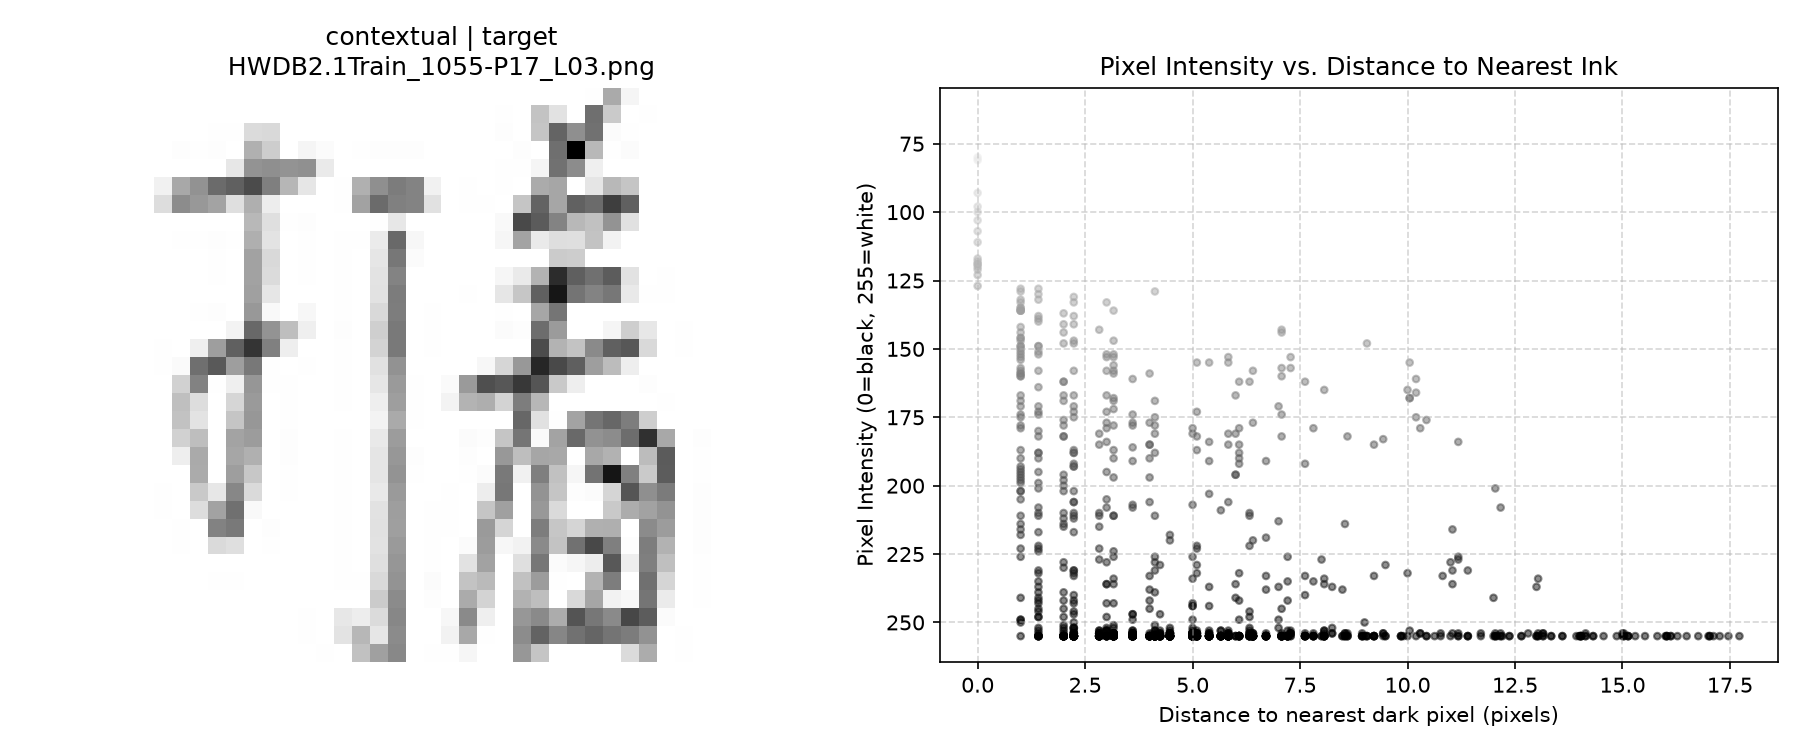 contextual | target
HWDB2.1Train_1055-P17_L03.png
打着
Pixel Intensity vs. Distance to Nearest Ink
Pixel Intensity (0=black, 255=white)
75
100
125
150
175
200
225
250
0.0 2.5 5.0 7.5 10.0 12.5 15.0 17.5
Distance to nearest dark pixel (pixels)